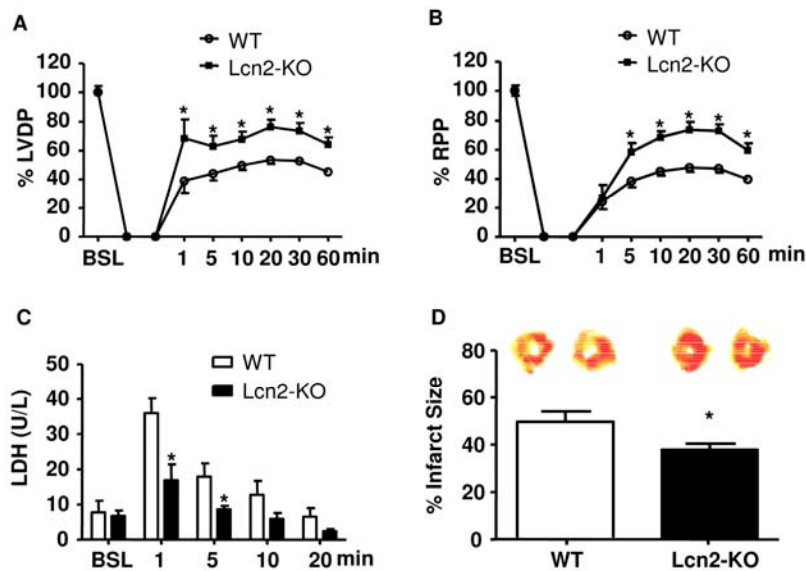 A
WT
Lcn2-KO
% LVDP
120
100
80
60
40
20
0
* * * * * *
BSL 1 5 10 20 30 60 min
B
WT
Lcn2-KO
% RPP
120
100
80
60
40
20
0
* * * * *
BSL 1 5 10 20 30 60 min
C
WT
Lcn2-KO
LDH (U/L)
50
40
30
20
10
0
* *
BSL 1 5 10 20 min
D
% Infarct Size
80
60
40
20
0
*
WT Lcn2-KO